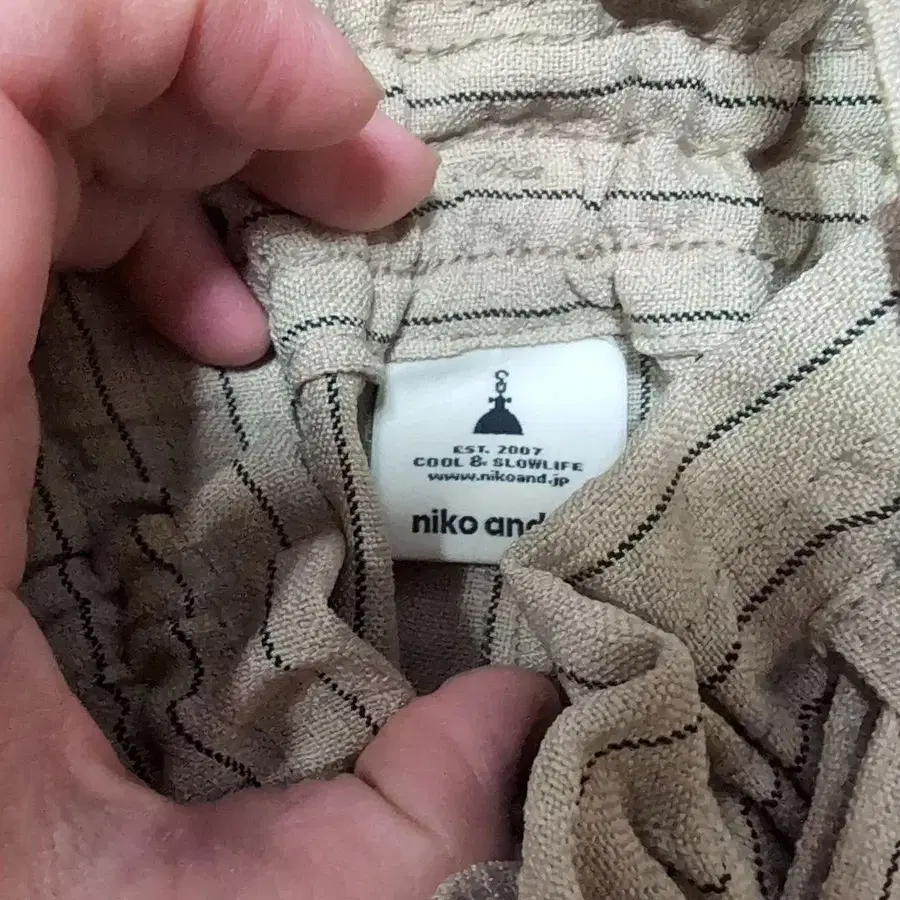 EST. 2007
COOL & SLOWLIFE
www.nikoand.jp
niko and